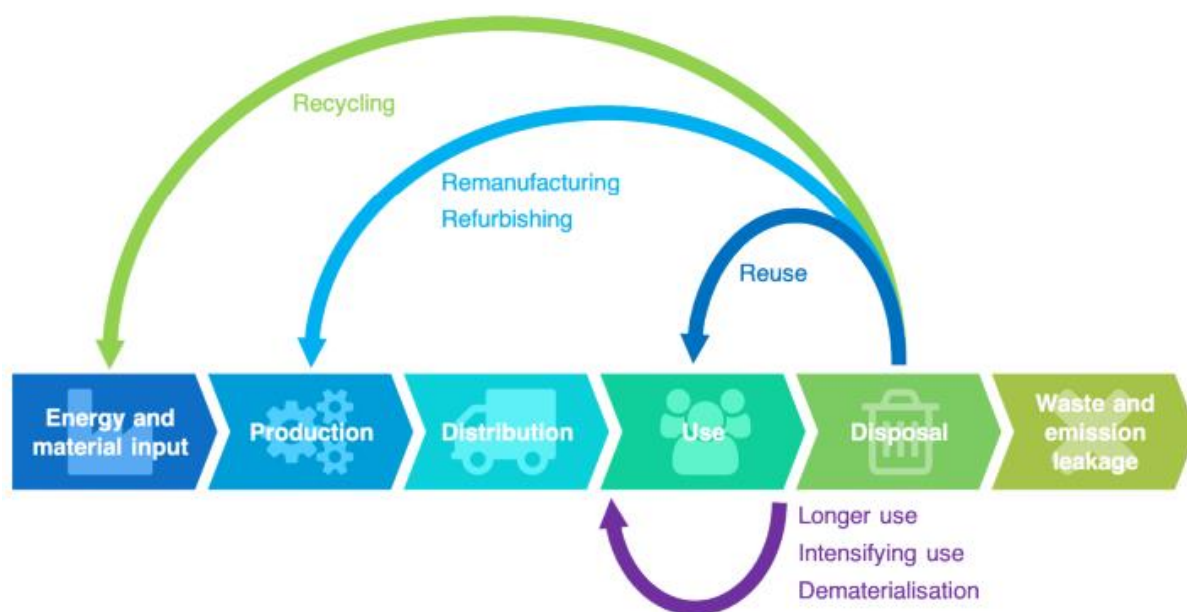 Recycling
Remanufacturing
Refurbishing
Reuse
Energy and
material input
Production
Distribution
Use
Disposal
Waste and
emission
leakage
Longer use
Intensifying use
Dematerialisation